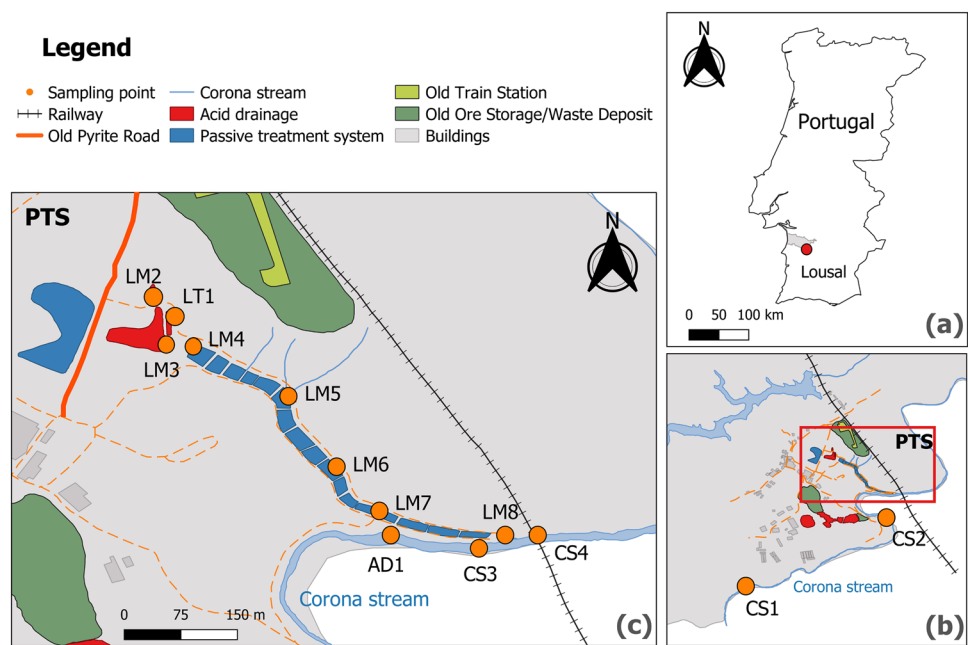 Legend
Sampling point
Railway
Old Pyrite Road
Corona stream
Acid drainage
Passive treatment system
Old Train Station
Old Ore Storage/Waste Deposit
Buildings
PTS
N
LM2
LT1
LM3
LM4
LM5
LM6
LM7
LM8
AD1
CS3
CS4
Corona stream
0 75 150 m
(c)
N
Portugal
Lousal
0 50 100 km
(a)
PTS
CS2
Corona stream
CS1
(b)